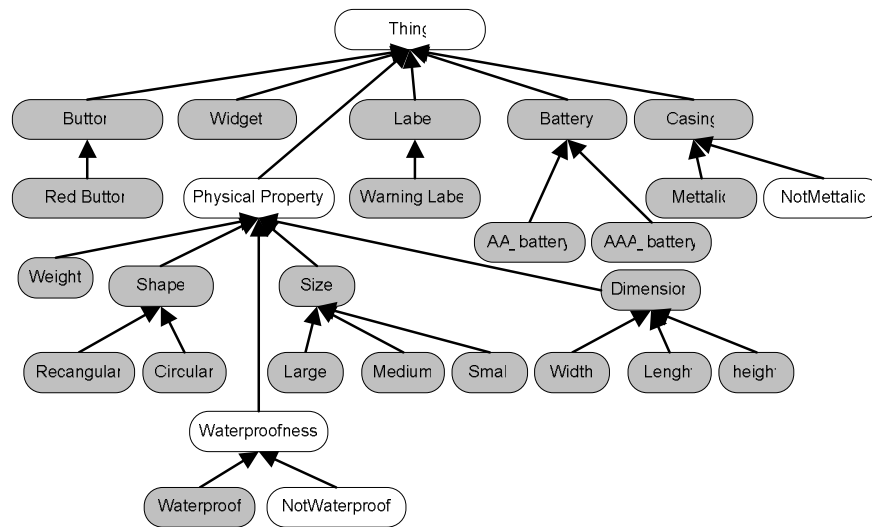 Thing
Button
Widget
Label
Battery
Casing
Red Button
Physical Property
Warning Label
Mettalic
NotMettalic
AA_battery
AAA_battery
Weight
Shape
Size
Dimension
Recangular
Circular
Large
Medium
Small
Width
Lenght
height
Waterproofness
Waterproof
NotWaterproof